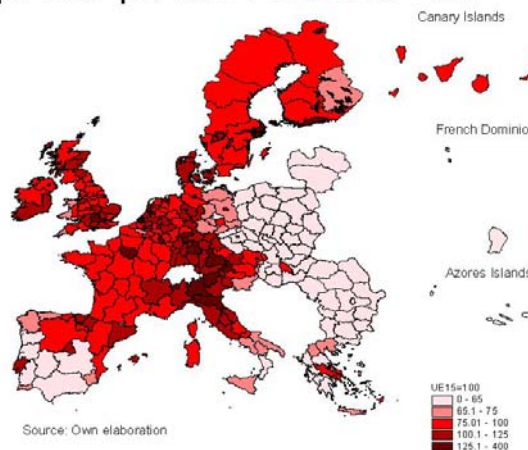 Canary Islands
French Dominio
Azores Islands
UE15=100
0 - 65
65.1 - 75
75.01 - 100
100.1 - 125
125.1 - 400
Source: Own elaboration